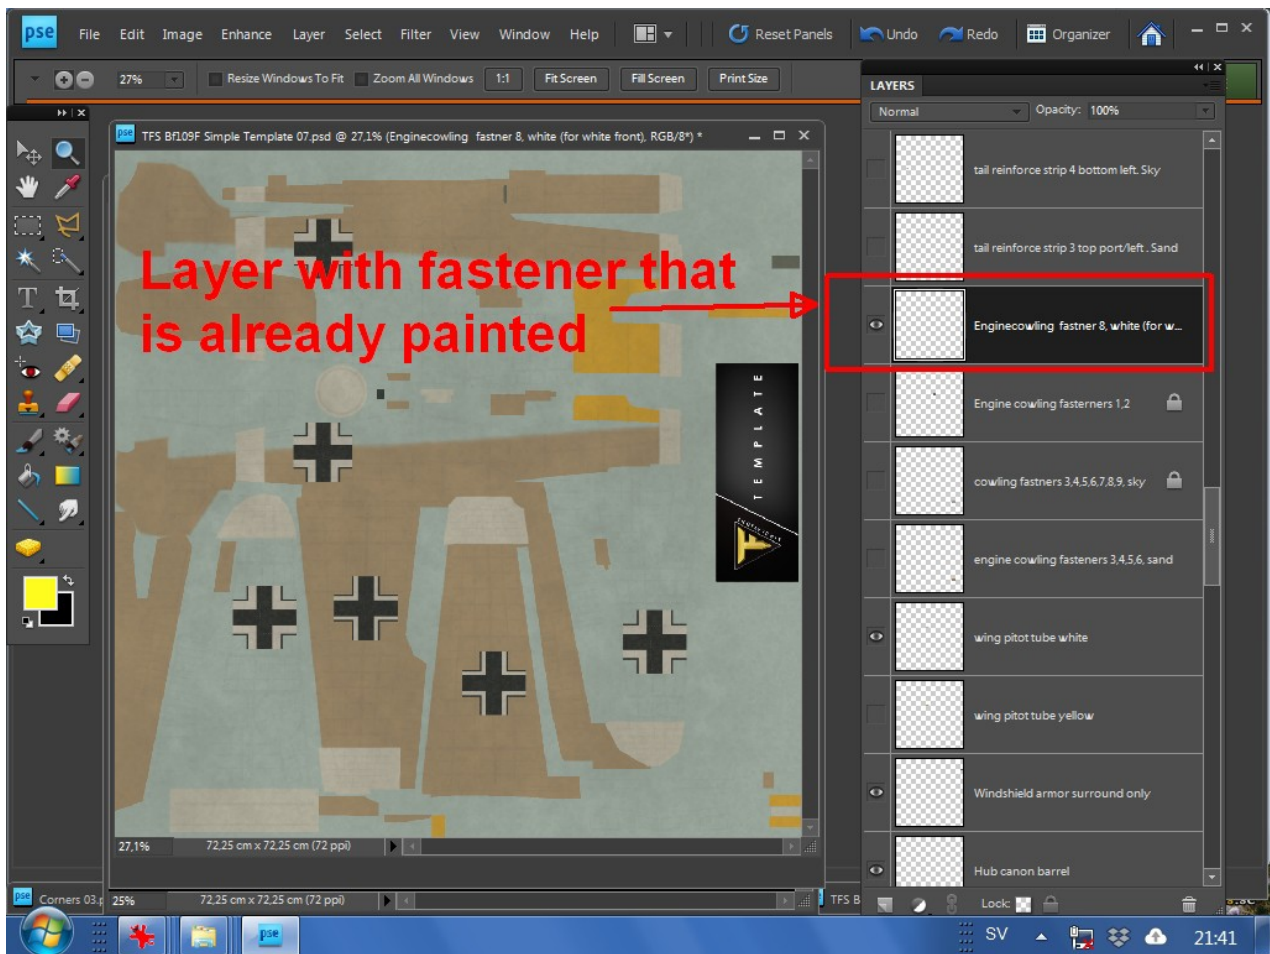 pse File Edit Image Enhance Layer Select Filter View Window Help Reset Panels Undo Redo Organizer
27% Resize Windows To Fit Zoom All Windows 1:1 Fit Screen Fill Screen Print Size
LAYERS
Normal Opacity: 100%
pse TFS Bf109F Simple Template 07.psd @ 27,1% (Enginecowling fastner 8, white (for white front), RGB/8*) *
tail reinforce strip 4 bottom left. Sky
tail reinforce strip 3 top port/left . Sand
Layer with fastener that
is already painted
Enginecowling fastner 8, white (for w...
TEMPLATE
Engine cowling fasterners 1,2
cowling fastners 3,4,5,6,7,8,9, sky
engine cowling fasteners 3,4,5,6, sand
wing pitot tube white
wing pitot tube yellow
Windshield armor surround only
Hub canon barrel
27,1% 72,25 cm x 72,25 cm (72 ppi)
pse Corners 03.p 25% 72,25 cm x 72,25 cm (72 ppi) TFS B
Lock:
pse SV 21:41